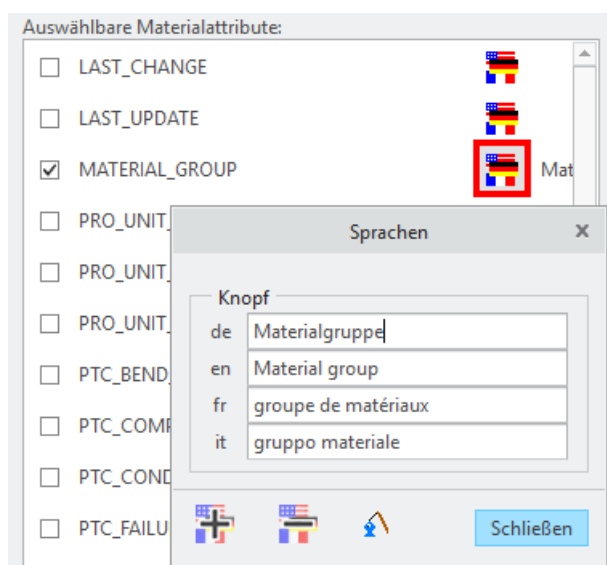 Auswählbare Materialattribute:
LAST_CHANGE
LAST_UPDATE
MATERIAL_GROUP Mat
PRO_UNIT_
Sprachen x
PRO_UNIT_
Knopf
PRO_UNIT_
de Materialgruppe
PTC_BEND_
en Material group
PTC_COMP
fr groupe de matériaux
it gruppo materiale
PTC_COND
PTC_FAILU
Schließen